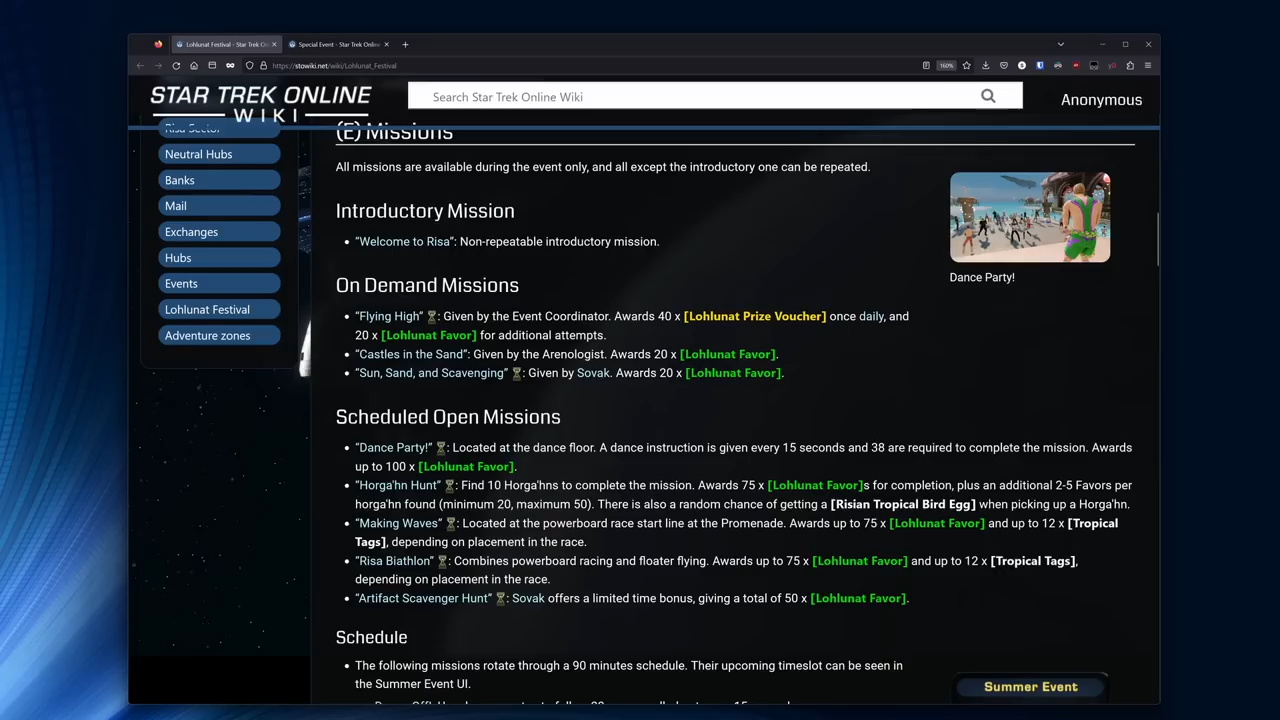 Lohlunat Festival - Star Trek On
Special Event - Star Trek Online
https://stowiki.net/wiki/Lohlunat_Festival
160%
STAR TREK ONLINE
WIKI
Search Star Trek Online Wiki
Anonymous
Risa Sector
Neutral Hubs
Banks
Mail
Exchanges
Hubs
Events
Lohlunat Festival
Adventure zones
(E) Missions
All missions are available during the event only, and all except the introductory one can be repeated.
Dance Party!
Introductory Mission
• “Welcome to Risa”: Non-repeatable introductory mission.
On Demand Missions
• “Flying High” : Given by the Event Coordinator. Awards 40 x [Lohlunat Prize Voucher] once daily, and
20 x [Lohlunat Favor] for additional attempts.
• “Castles in the Sand”: Given by the Arenologist. Awards 20 x [Lohlunat Favor].
• “Sun, Sand, and Scavenging” : Given by Sovak. Awards 20 x [Lohlunat Favor].
Scheduled Open Missions
• “Dance Party!” : Located at the dance floor. A dance instruction is given every 15 seconds and 38 are required to complete the mission. Awards
up to 100 x [Lohlunat Favor].
• “Horga'hn Hunt” : Find 10 Horga'hns to complete the mission. Awards 75 x [Lohlunat Favor]s for completion, plus an additional 2-5 Favors per
horga'hn found (minimum 20, maximum 50). There is also a random chance of getting a [Risian Tropical Bird Egg] when picking up a Horga'hn.
• “Making Waves” : Located at the powerboard race start line at the Promenade. Awards up to 75 x [Lohlunat Favor] and up to 12 x [Tropical
Tags], depending on placement in the race.
• “Risa Biathlon” : Combines powerboard racing and floater flying. Awards up to 75 x [Lohlunat Favor] and up to 12 x [Tropical Tags],
depending on placement in the race.
• “Artifact Scavenger Hunt” : Sovak offers a limited time bonus, giving a total of 50 x [Lohlunat Favor].
Schedule
• The following missions rotate through a 90 minutes schedule. Their upcoming timeslot can be seen in
the Summer Event UI.
Summer Event